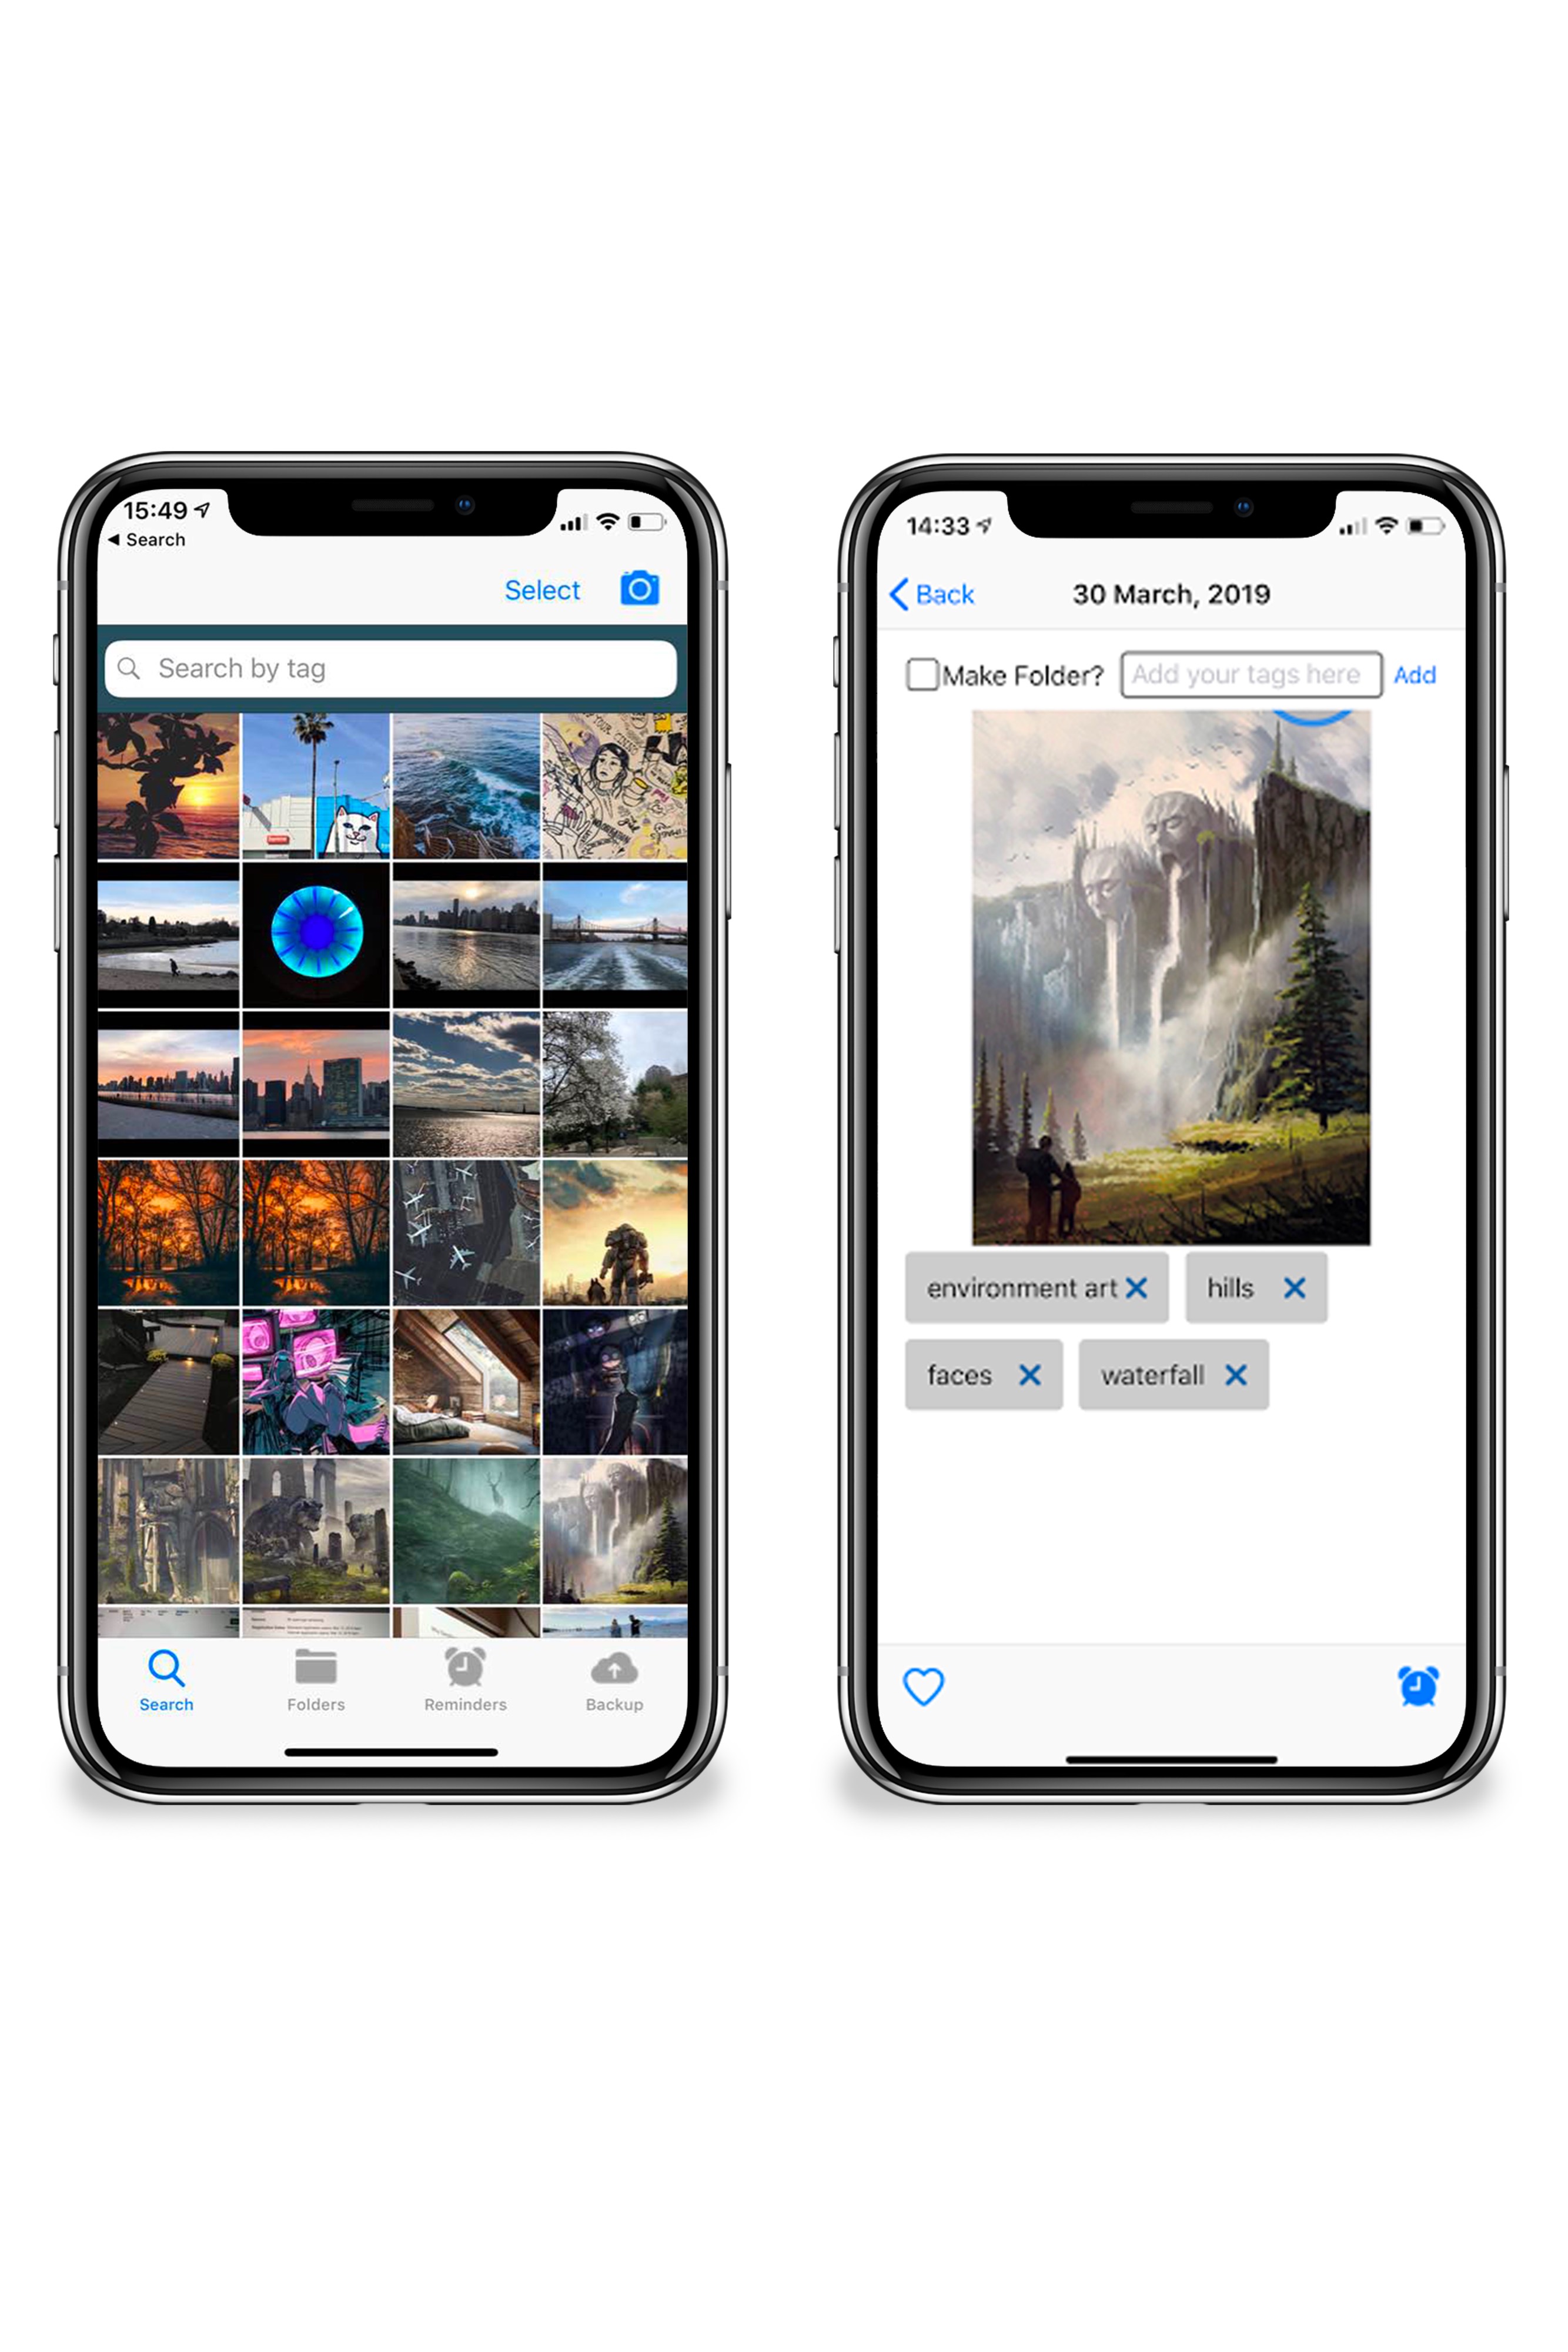 15:49
Search
Select
Search by tag
Search
Folders
Reminders
Backup
14:33
Back
30 March, 2019
Make Folder?
Add your tags here
Add
environment art
hills
faces
waterfall